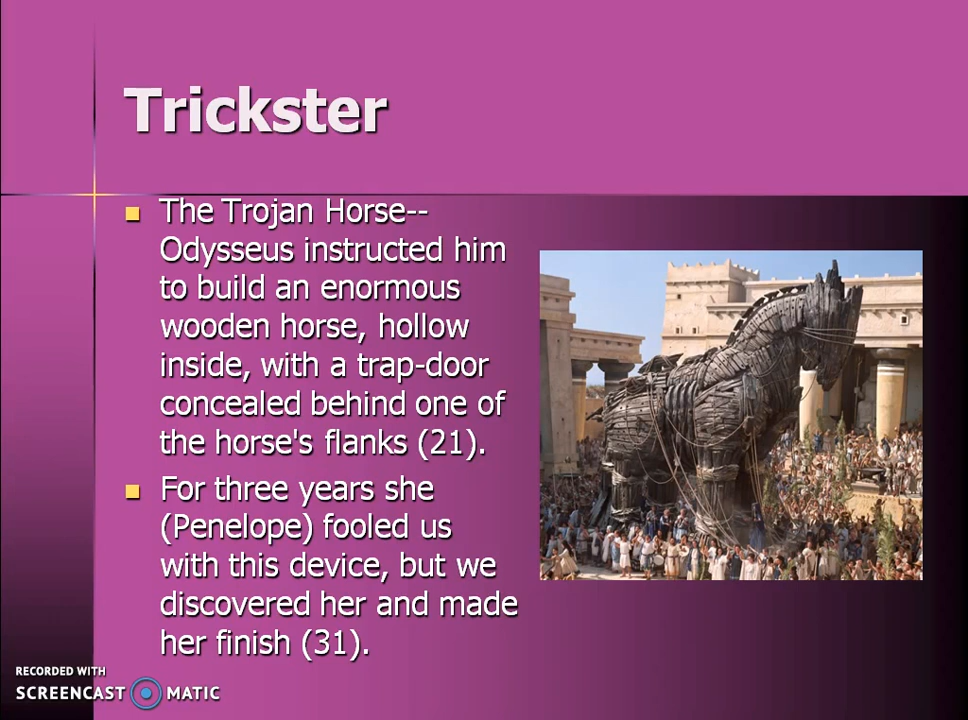 Trickster
The Trojan Horse--
Odysseus instructed him
to build an enormous
wooden horse, hollow
inside, with a trap-door
concealed behind one of
the horse's flanks (21).
For three years she
(Penelope) fooled us
with this device, but we
discovered her and made
her finish (31).
RECORDED WITH
SCREENCAST MATIC